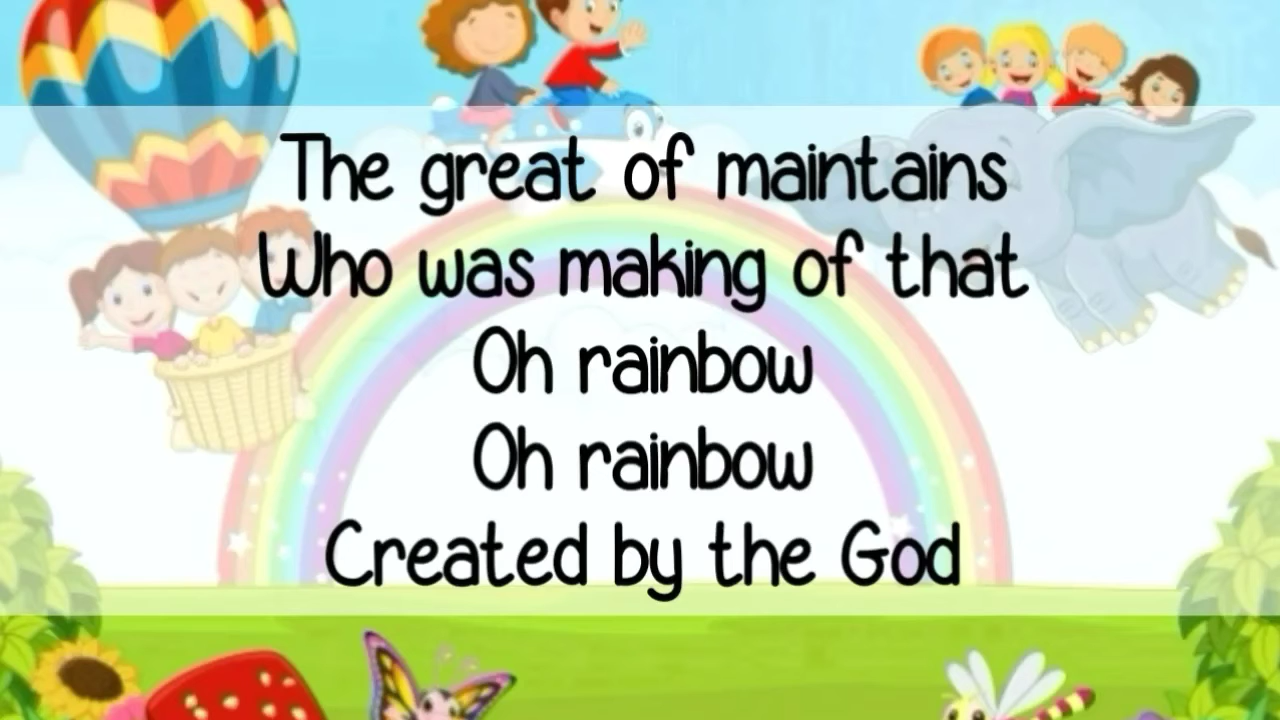 The great of maintains
Who was making of that
Oh rainbow
Oh rainbow
Created by the God